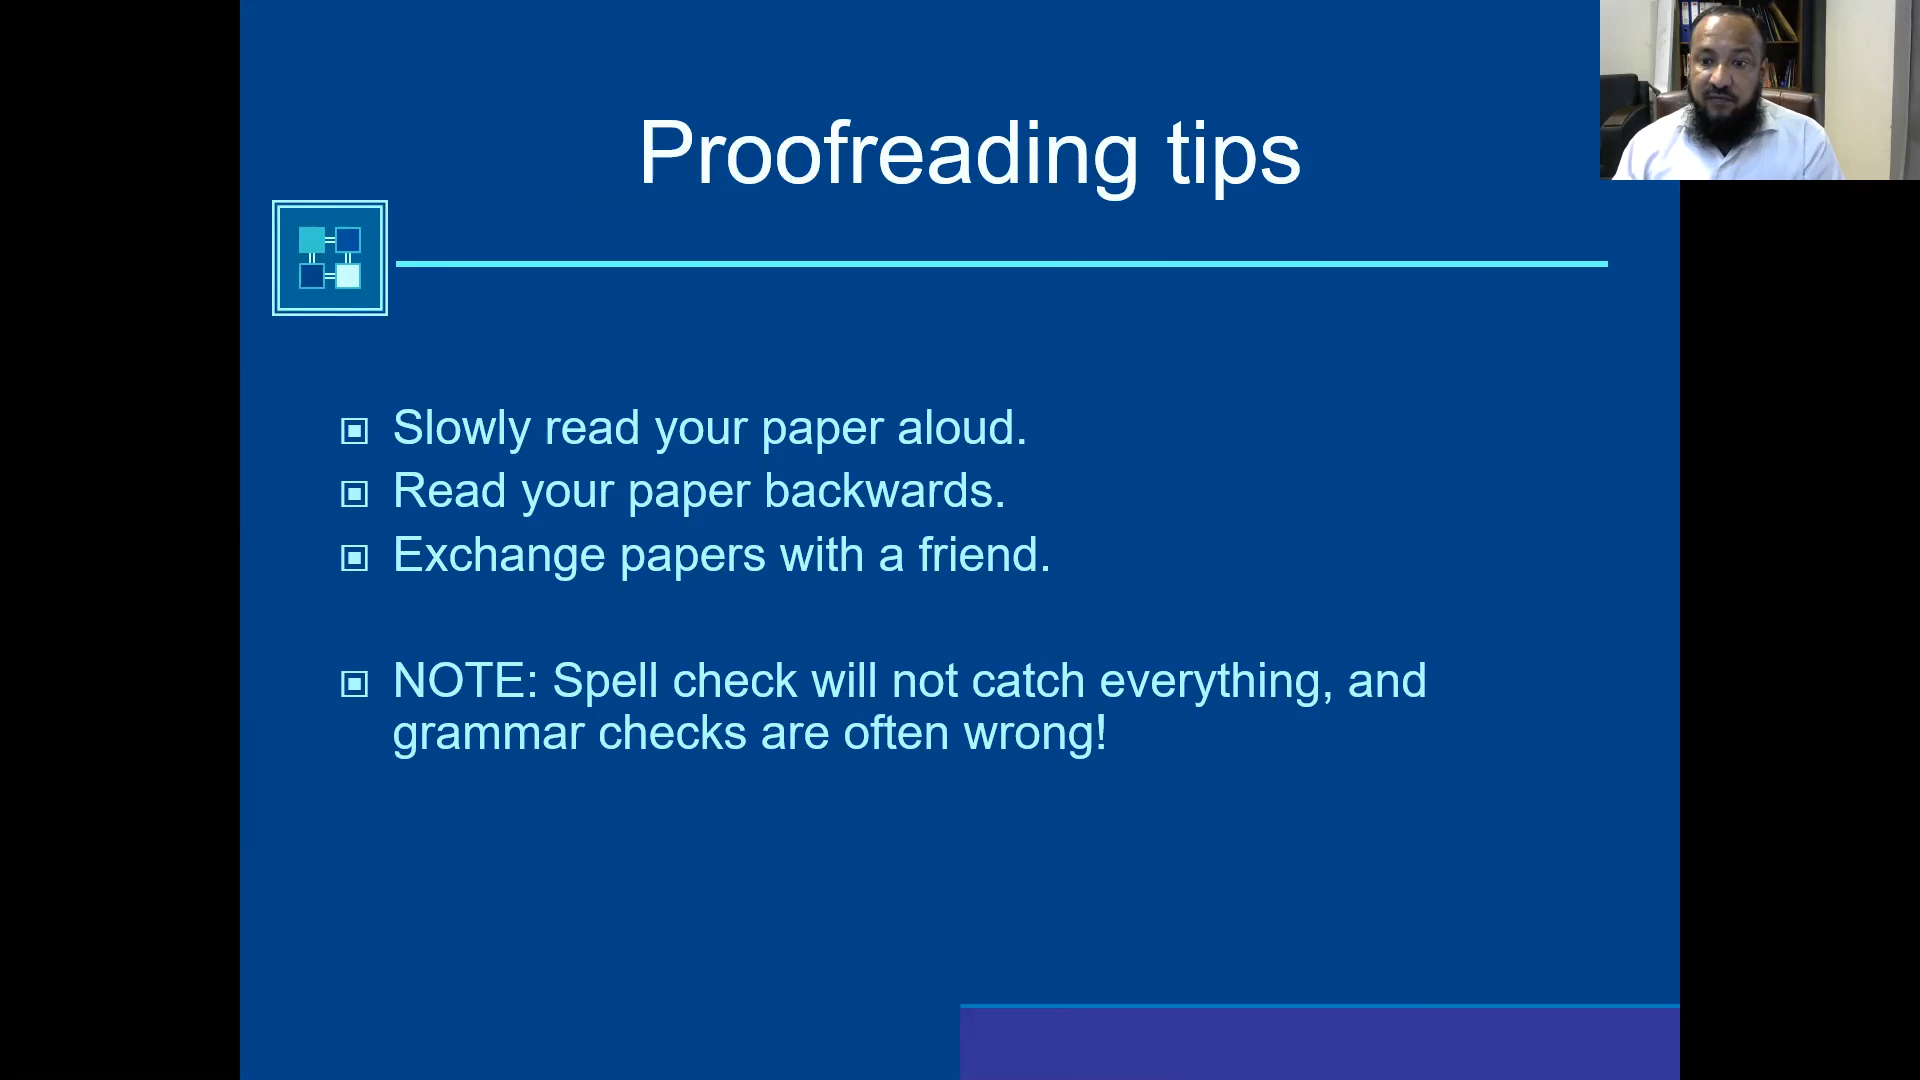 Proofreading tips
Slowly read your paper aloud.
Read your paper backwards.
Exchange papers with a friend.
NOTE: Spell check will not catch everything, and
grammar checks are often wrong!